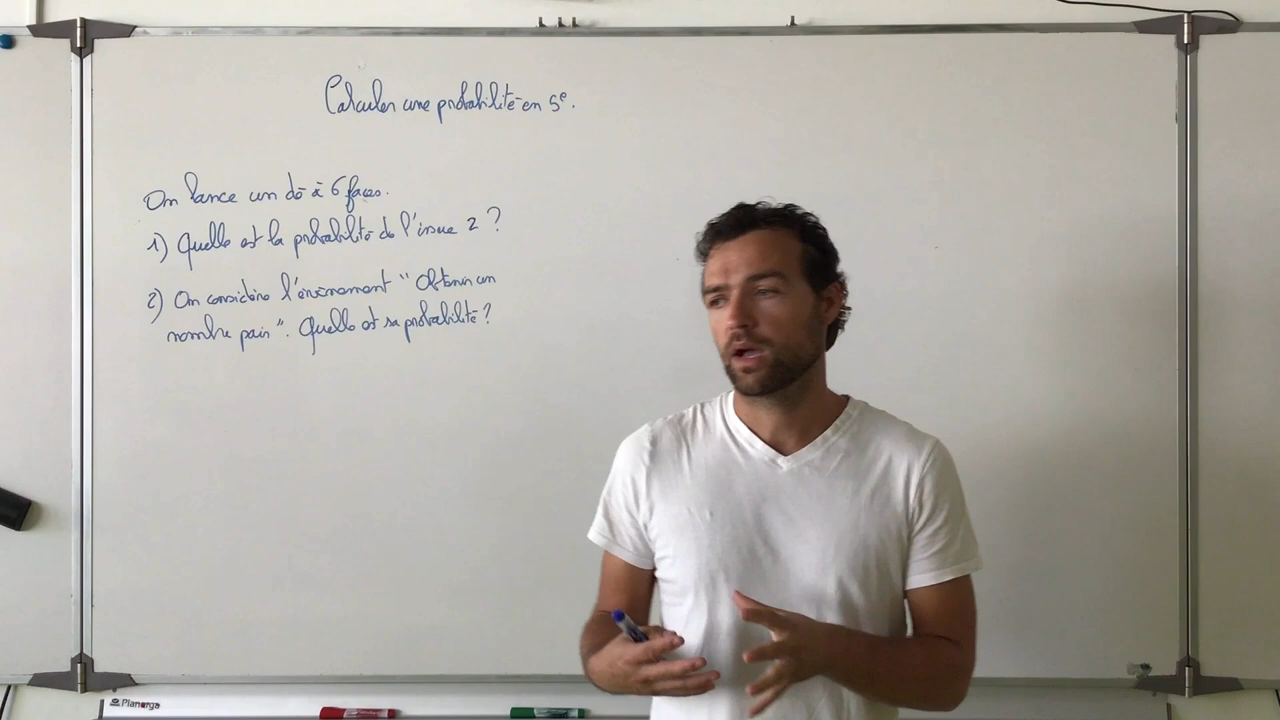 Calculer une probabilité en 5e.
On lance un dé à 6 faces.
1) Quelle est la probabilité de l'issue 2 ?
2) On considère l'évènement "Obtenir un
nombre pair". Quelle est sa probabilité ?
Planorga